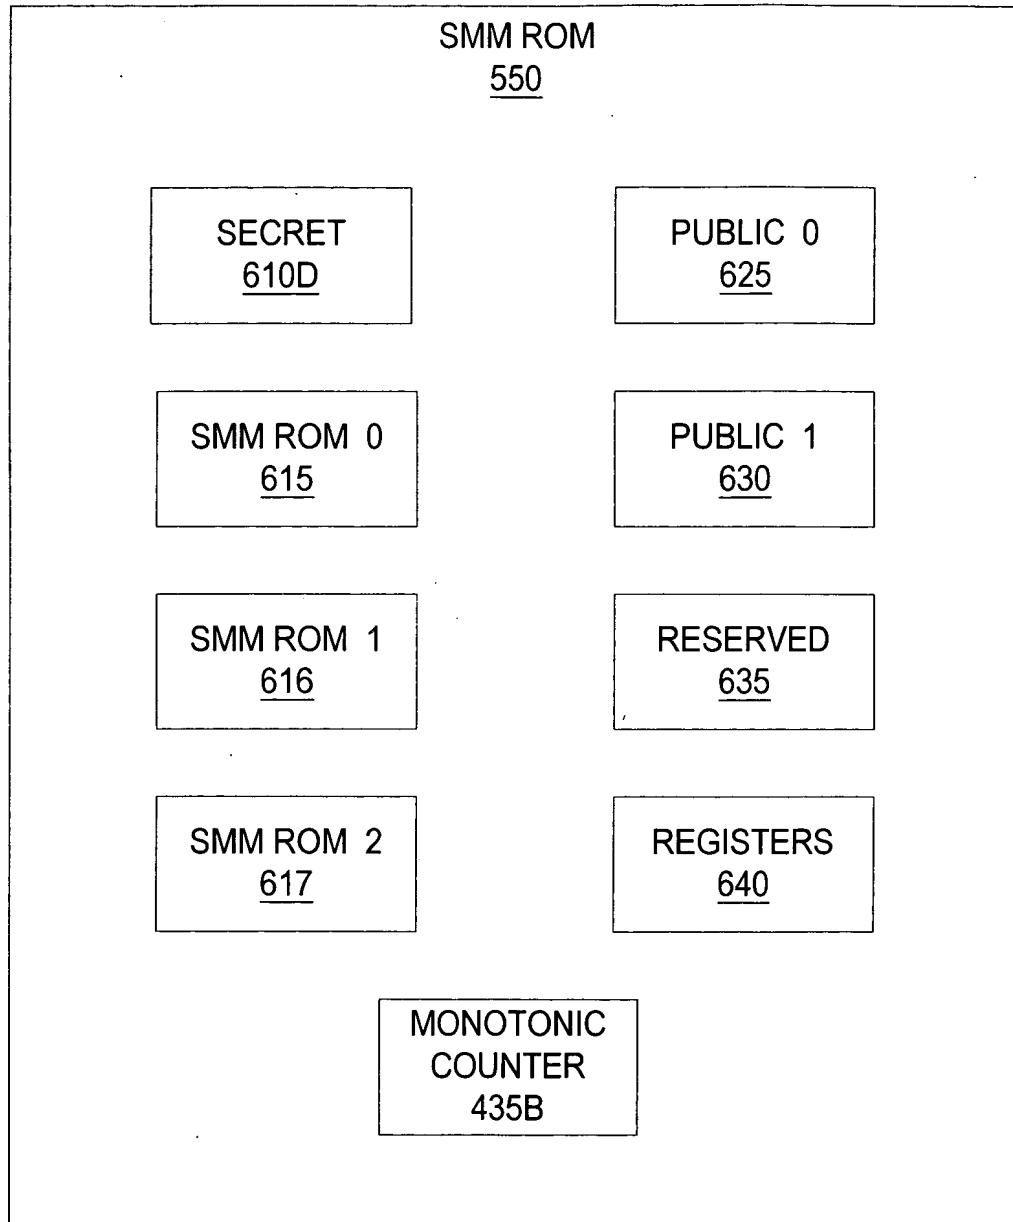 SMM ROM
550
SECRET
610D
PUBLIC 0
625
SMM ROM 0
615
PUBLIC 1
630
SMM ROM 1
616
RESERVED
635
SMM ROM 2
617
REGISTERS
640
MONOTONIC
COUNTER
435B